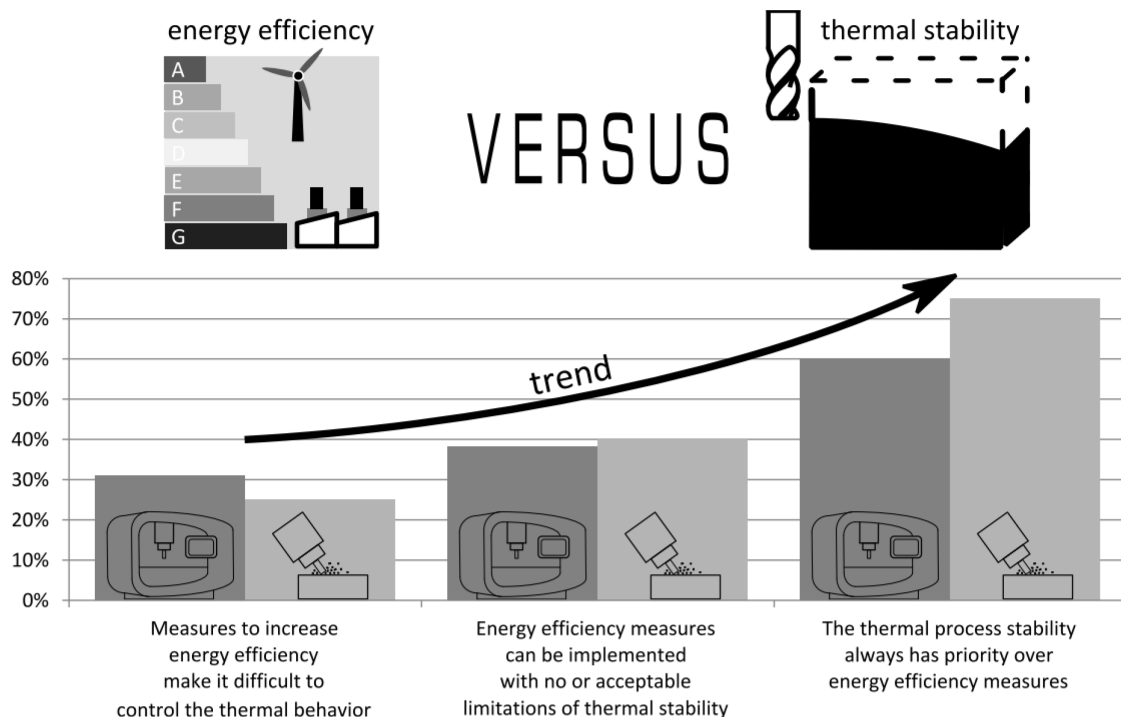 energy efficiency
thermal stability
A
B
C
D
E
F
G
VERSUS
80%
70%
60%
50%
40%
30%
20%
10%
0%
trend
Measures to increase
energy efficiency
make it difficult to
control the thermal behavior
Energy efficiency measures
can be implemented
with no or acceptable
limitations of thermal stability
The thermal process stability
always has priority over
energy efficiency measures